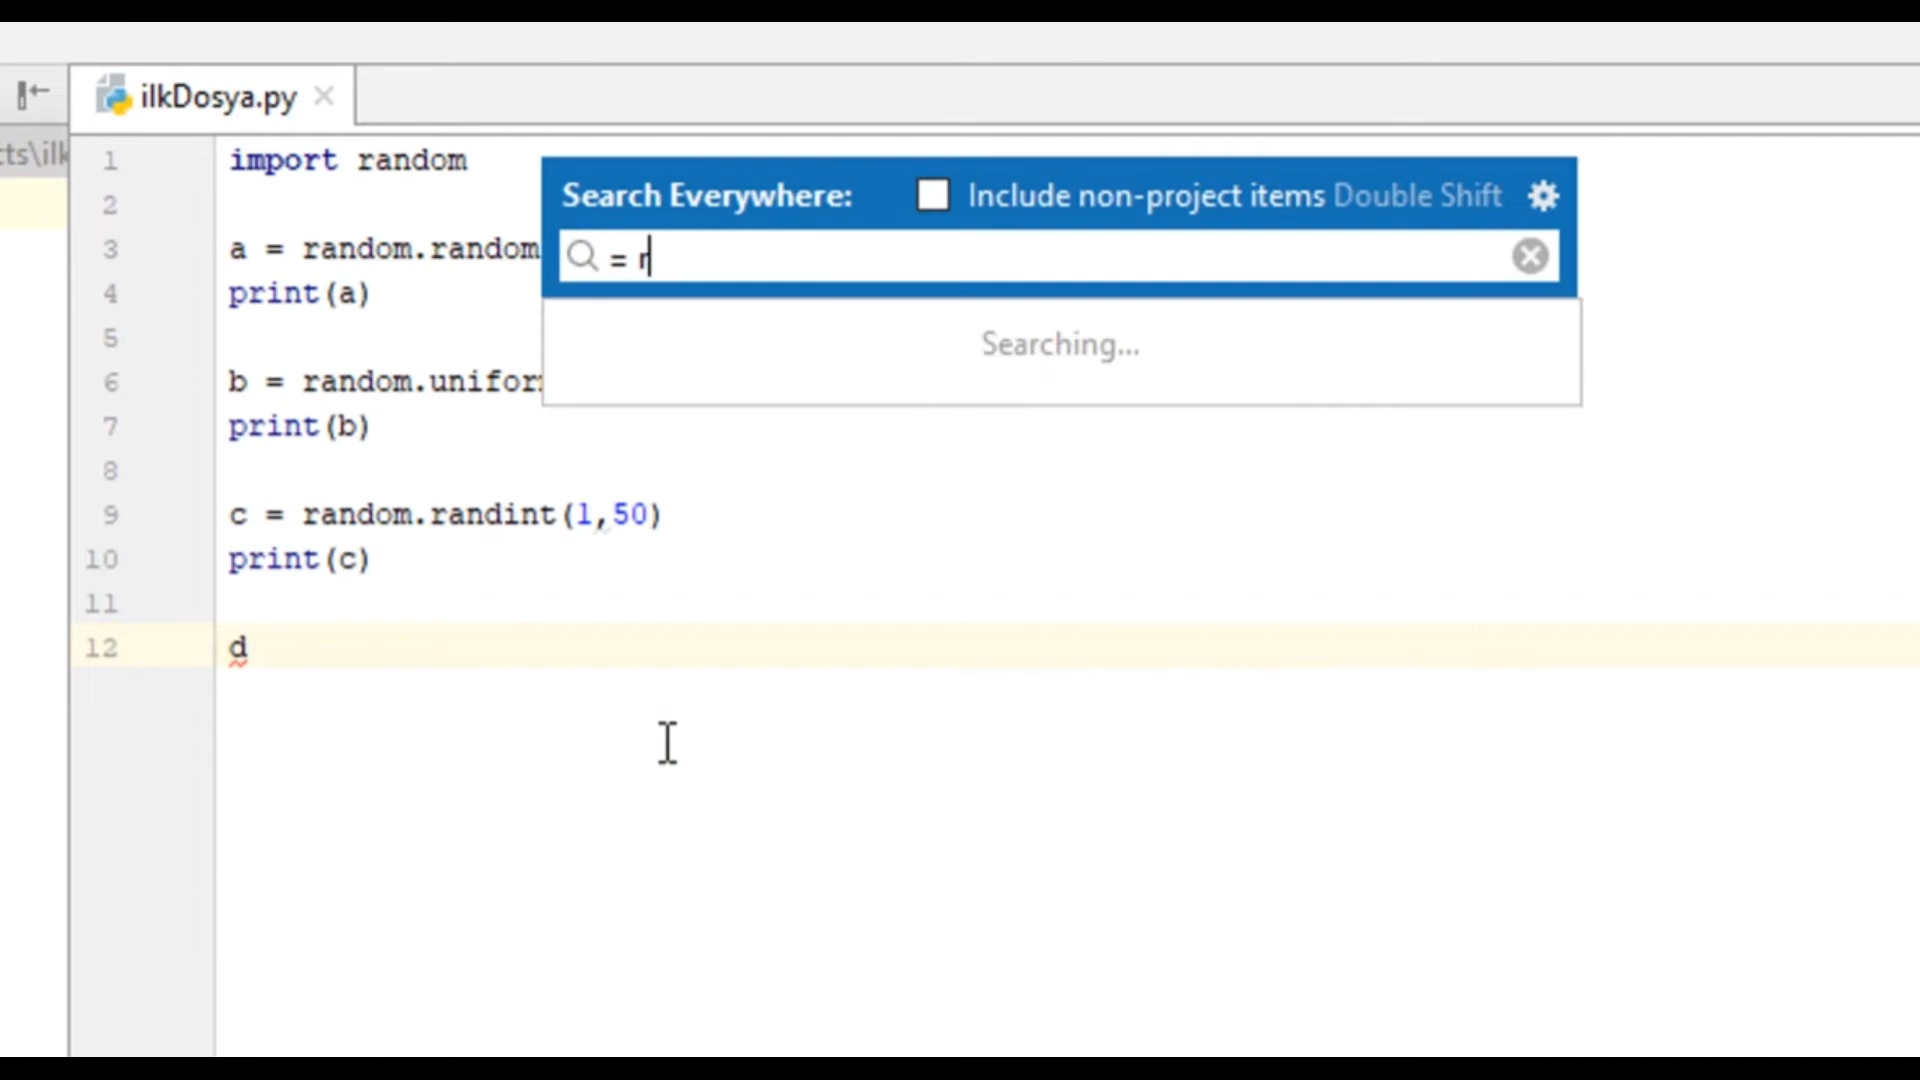 ilkDosya.py
cts\ilk
1 import random
2
3 a = random.random
4 print(a)
5
6 b = random.unifor
7 print(b)
8
9 c = random.randint(1,50)
10 print(c)
11
12 d
Search Everywhere: Include non-project items Double Shift
= r
Searching...